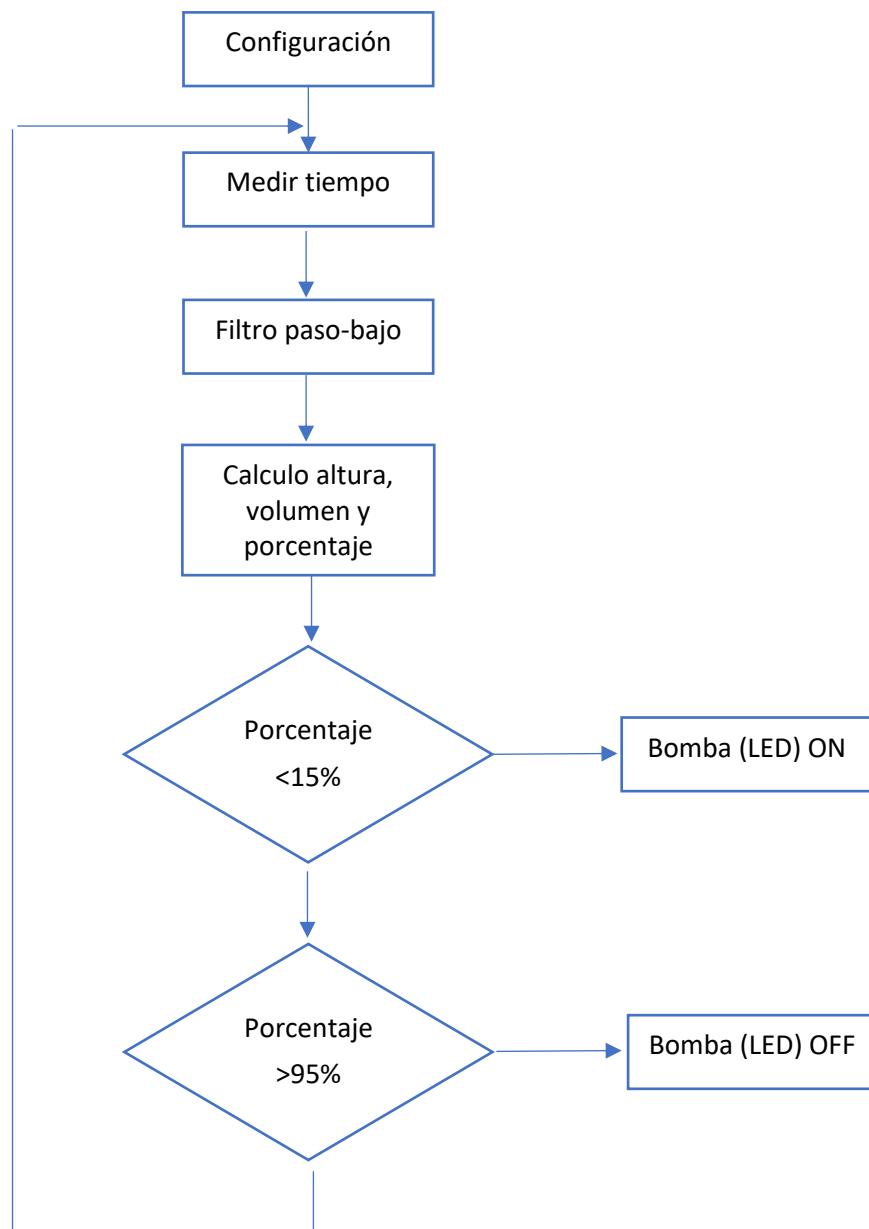 Configuración
Medir tiempo
Filtro paso-bajo
Calculo altura,
volumen y
porcentaje
Porcentaje
<15%
Bomba (LED) ON
Porcentaje
>95%
Bomba (LED) OFF